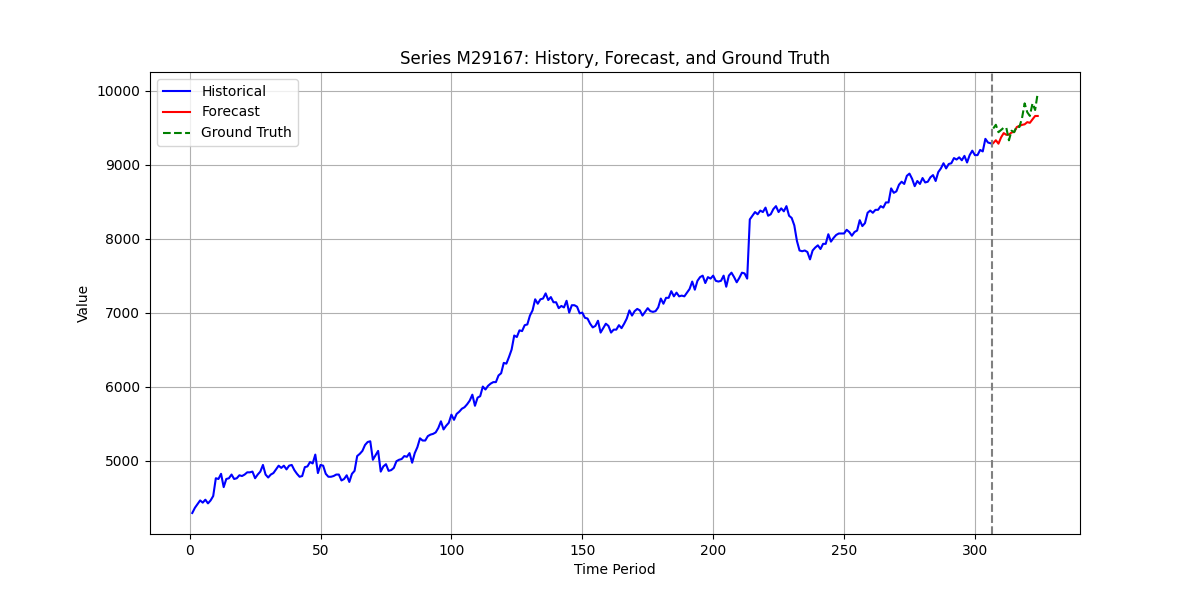 Series M29167: History, Forecast, and Ground Truth
Historical
Forecast
Ground Truth
10000
9000
8000
7000
6000
5000
Value
0 50 100 150 200 250 300
Time Period